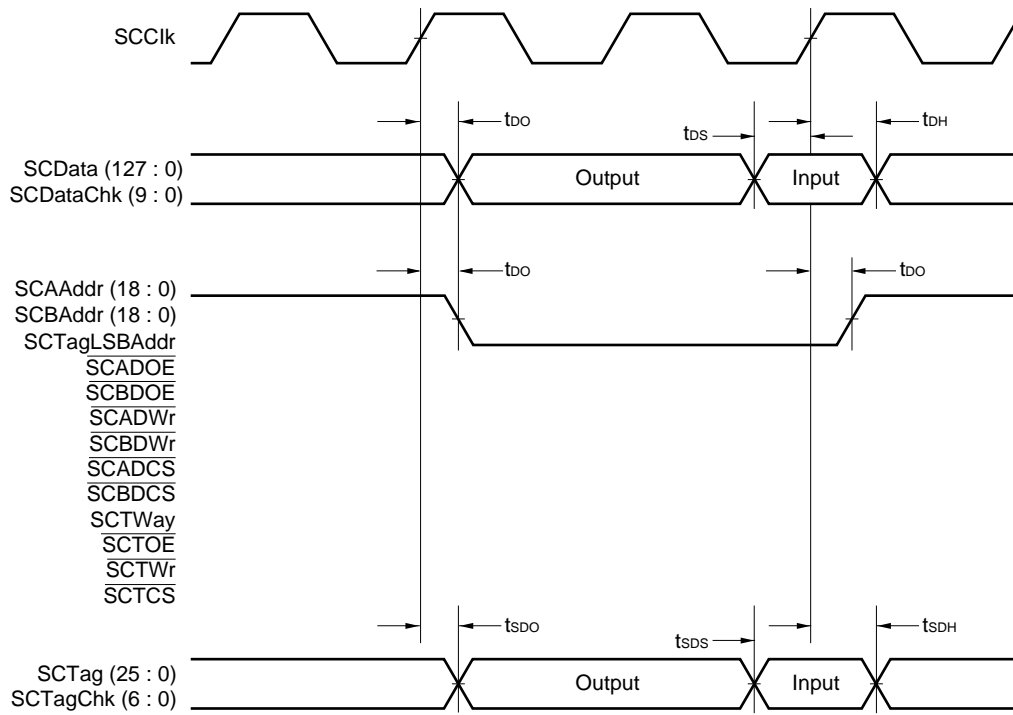 SCClk
tDO
tDS
tDH
SCData (127 : 0)
SCDataChk (9 : 0)
Output
Input
tDO
tDO
SCAAddr (18 : 0)
SCBAddr (18 : 0)
SCTagLSBAddr
SCADOE
SCBDOE
SCADWr
SCBDWr
SCADCS
SCBDCS
SCTWay
SCTOE
SCTWr
SCTCS
tSDO
tSDS
tSDH
SCTag (25 : 0)
SCTagChk (6 : 0)
Output
Input